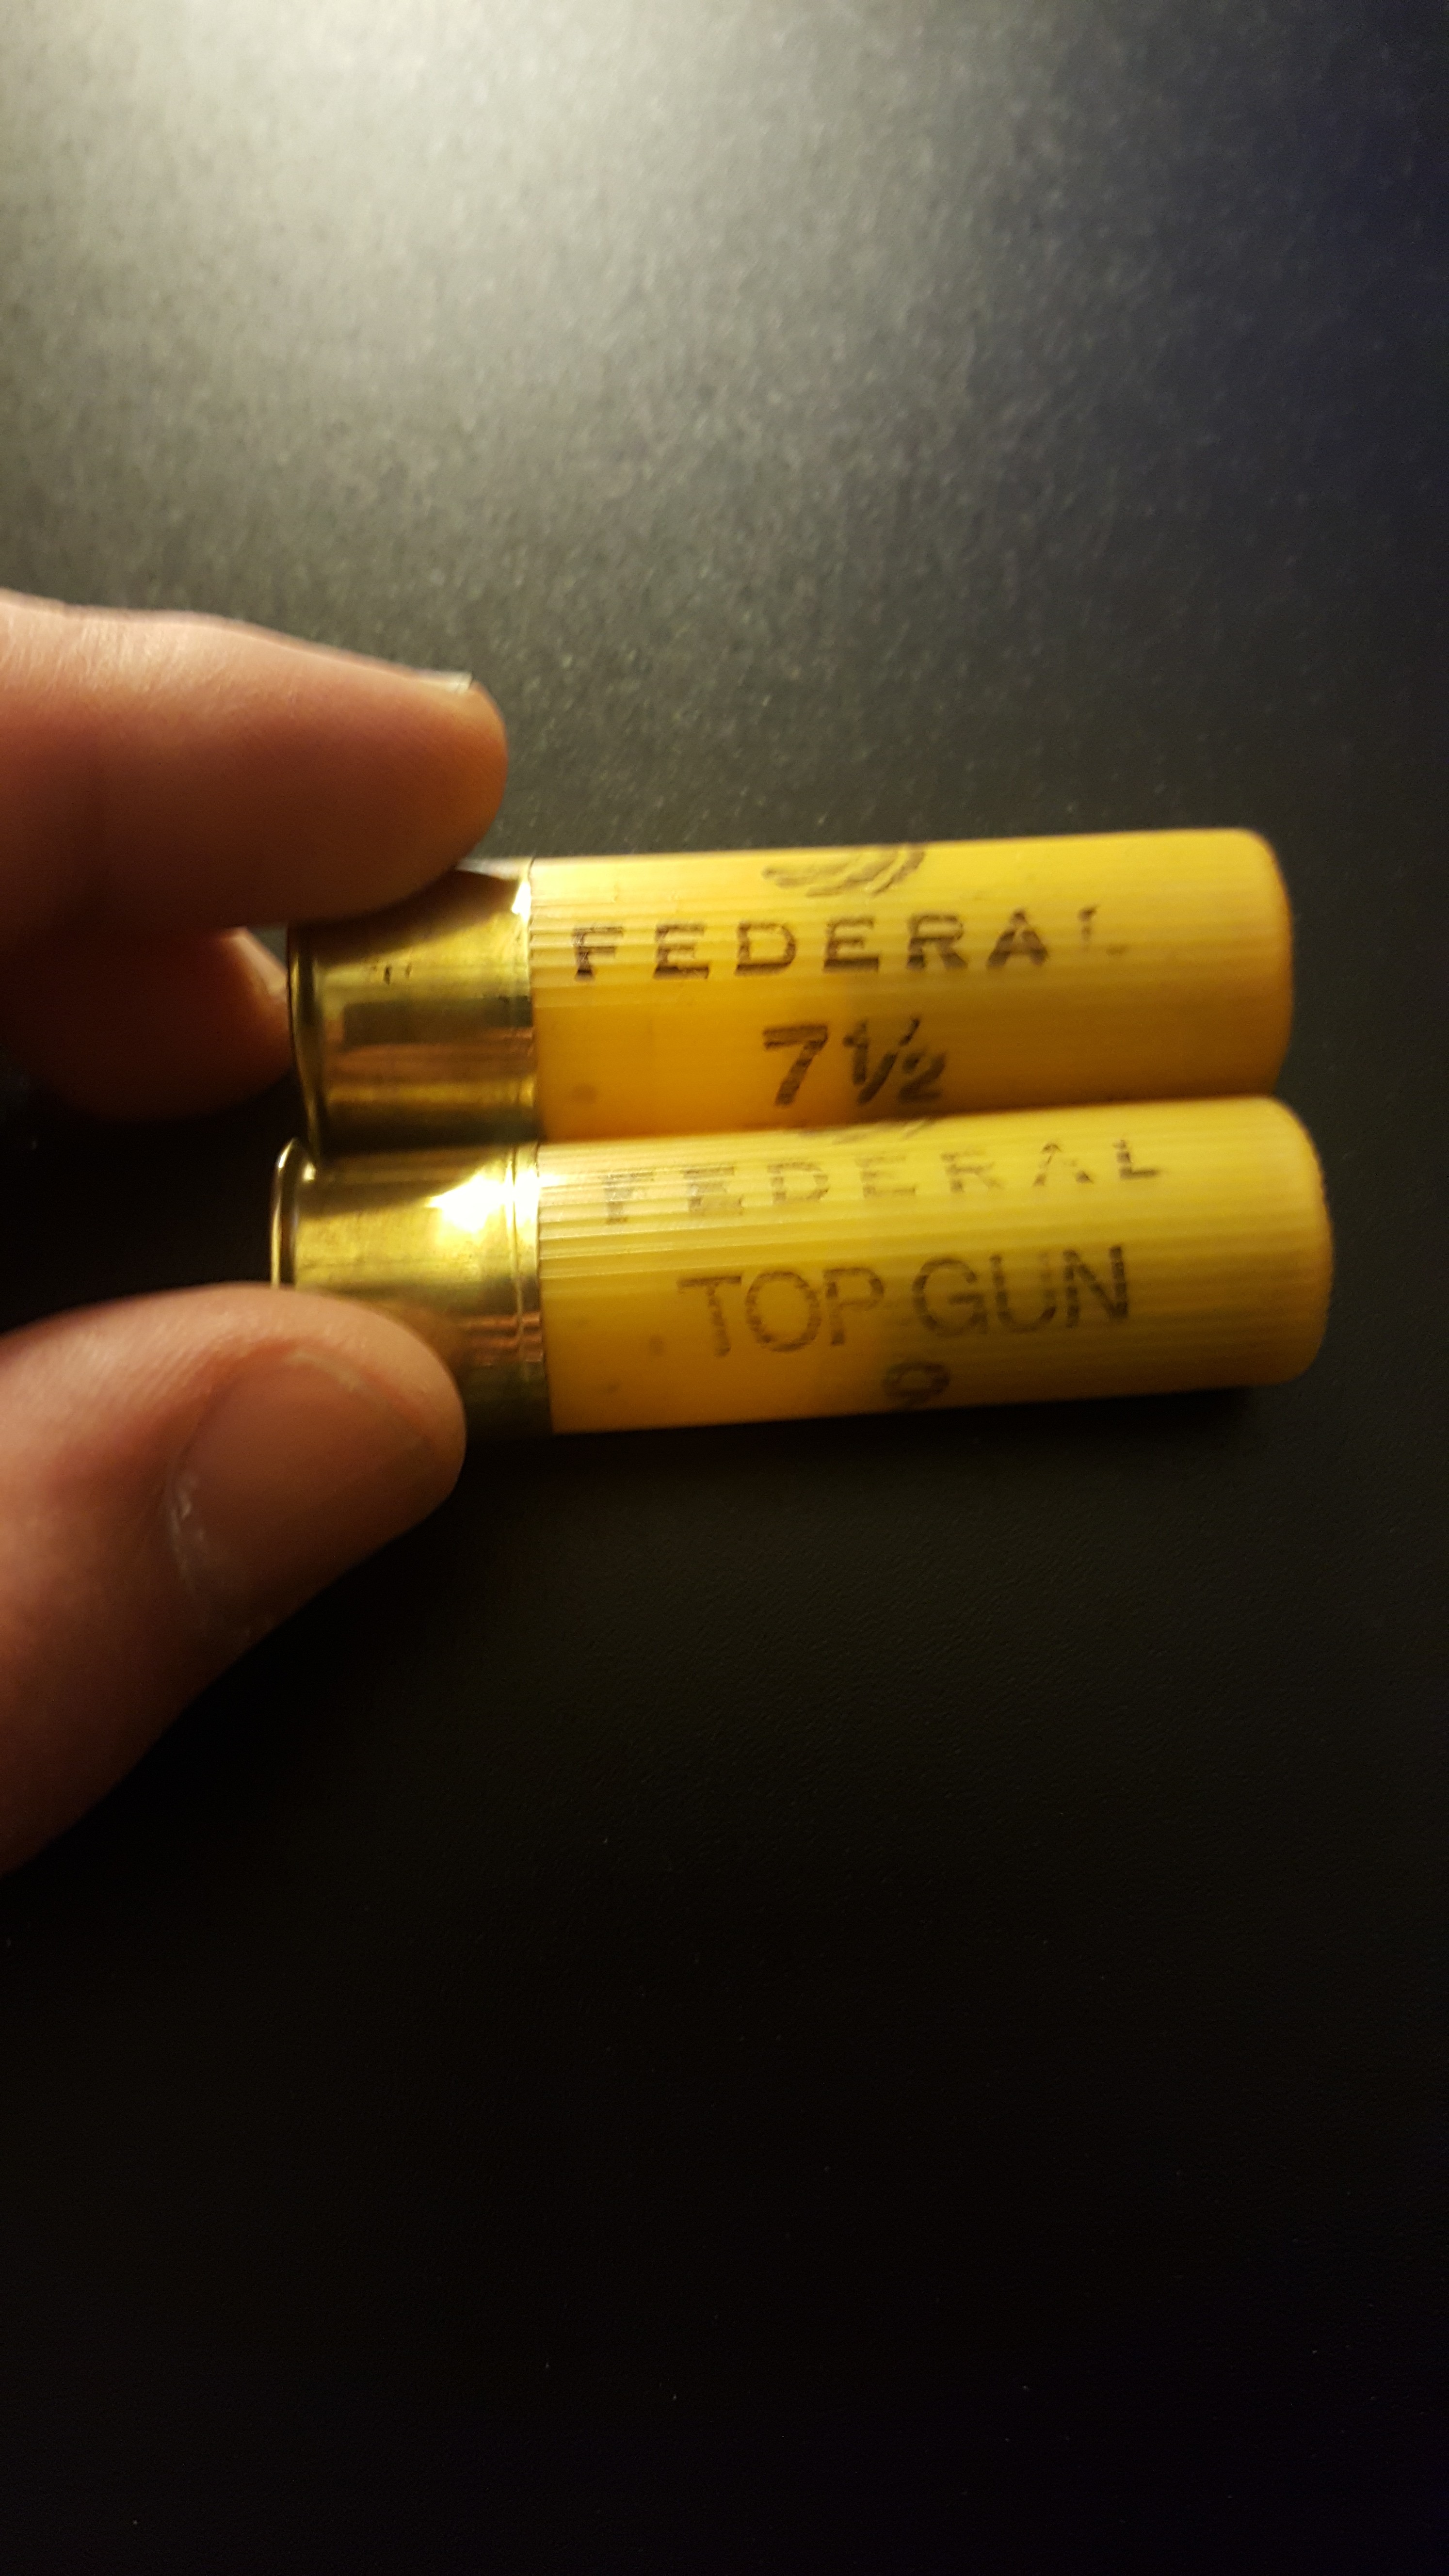 FEDERAL
7½
FEDERAL
TOP GUN
9